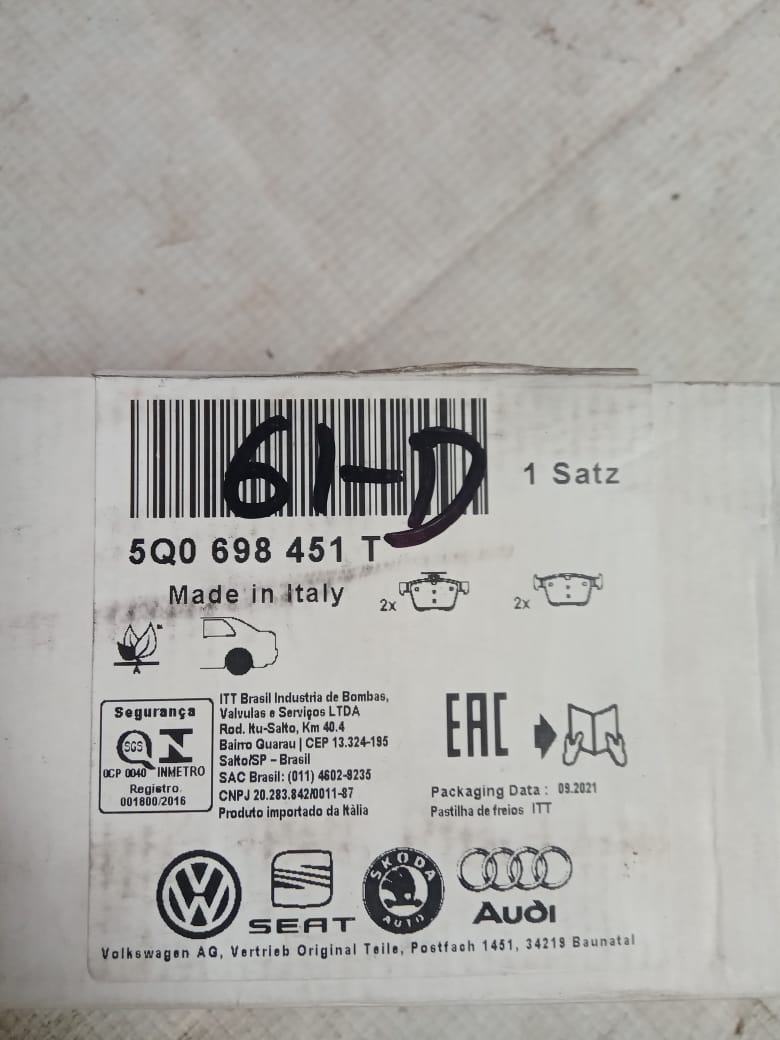 61-D
1 Satz
5Q0 698 451 T
Made in Italy
2x
2x
A
Segurança
SGS
OCP 0040 INMETRO
Registro
001800/2016
ITT Brasil Industria de Bombas,
Valvulas e Serviços LTDA
Rod. Itu-Salto, Km 40.4
Bairro Guarau | CEP 13.324-195
Salto/SP – Brasil
SAC Brasil: (011) 4602-8235
CNPJ 20.283.842/0011-87
Produto importado da Itàlia
EAC
Packaging Data : 09.2021
Pastilha de freios ITT
VW
SEAT
SKODA
AUTO
Audi
Volkswagen AG, Vertrieb Original Teile, Postfach 1451, 34219 Baunatal